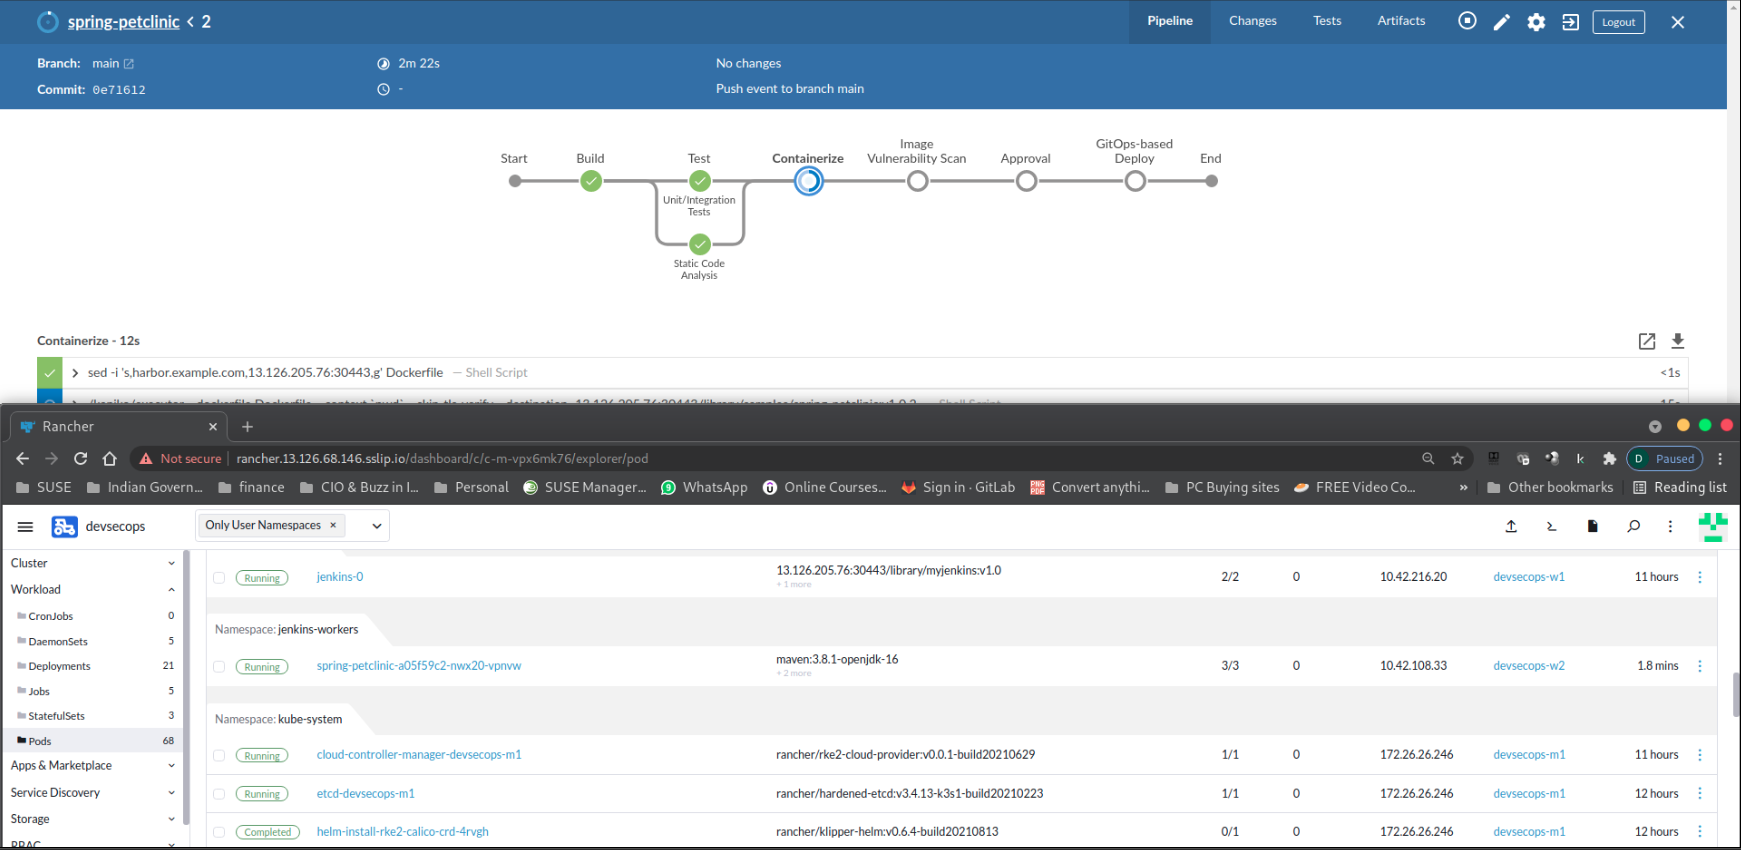 spring-petclinic < 2
Pipeline Changes Tests Artifacts Logout
Branch: main 2m 22s No changes
Commit: 0e71612 - Push event to branch main
Start Build Test Containerize Image Vulnerability Scan Approval GitOps-based Deploy End
Unit/Integration Tests
Static Code Analysis
Containerize - 12s
sed -i 's,harbor.example.com,13.126.205.76:30443,g' Dockerfile — Shell Script <1s
Rancher
Not secure rancher.13.126.68.146.sslip.io/dashboard/c/c-m-vpx6mk76/explorer/pod D Paused
SUSE Indian Govern... finance CIO & Buzz in I... Personal SUSE Manager... WhatsApp Online Courses... Sign in · GitLab Convert anythi... PC Buying sites FREE Video Co... » Other bookmarks Reading list
devsecops Only User Namespaces ×
Cluster
Workload
CronJobs 0
DaemonSets 5
Deployments 21
Jobs 5
StatefulSets 3
Pods 68
Apps & Marketplace
Service Discovery
Storage
RBAC
Running jenkins-0 13.126.205.76:30443/library/myjenkins:v1.0 2/2 0 10.42.216.20 devsecops-w1 11 hours
+ 1 more
Namespace: jenkins-workers
Running spring-petclinic-a05f59c2-nwx20-vpnvw maven:3.8.1-openjdk-16 3/3 0 10.42.108.33 devsecops-w2 1.8 mins
+ 2 more
Namespace: kube-system
Running cloud-controller-manager-devsecops-m1 rancher/rke2-cloud-provider:v0.0.1-build20210629 1/1 0 172.26.26.246 devsecops-m1 11 hours
Running etcd-devsecops-m1 rancher/hardened-etcd:v3.4.13-k3s1-build20210223 1/1 0 172.26.26.246 devsecops-m1 12 hours
Completed helm-install-rke2-calico-crd-4rvgh rancher/klipper-helm:v0.6.4-build20210813 0/1 0 172.26.26.246 devsecops-m1 12 hours